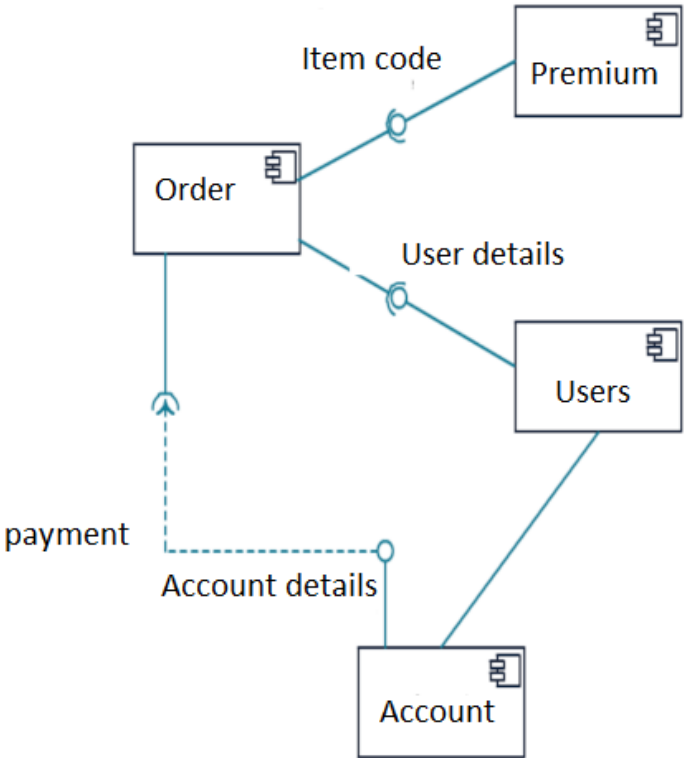 Item code
Premium
Order
User details
Users
payment
Account details
Account